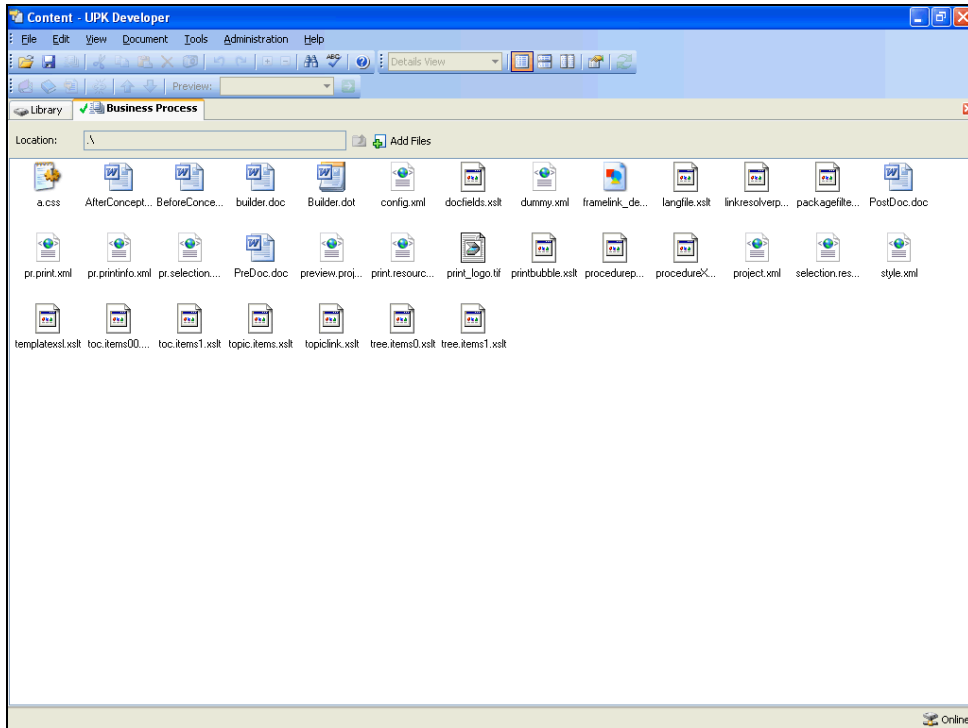 Content - UPK Developer
File Edit View Document Tools Administration Help
ABC Details View
Preview:
Library Business Process
Location: .\ Add Files
a.css AfterConcept... BeforeConce... builder.doc Builder.dot config.xml docfields.xslt dummy.xml framelink_de... langfile.xslt linkresolverp... packagefilte... PostDoc.doc
pr.print.xml pr.printinfo.xml pr.selection.... PreDoc.doc preview.proj... print.resourc... print_logo.tif printbubble.xslt procedurep... procedureX... project.xml selection.res... style.xml
templatexsl.xslt toc.items00.... toc.items1.xslt topic.items.xslt topiclink.xslt tree.items0.xslt tree.items1.xslt
Online